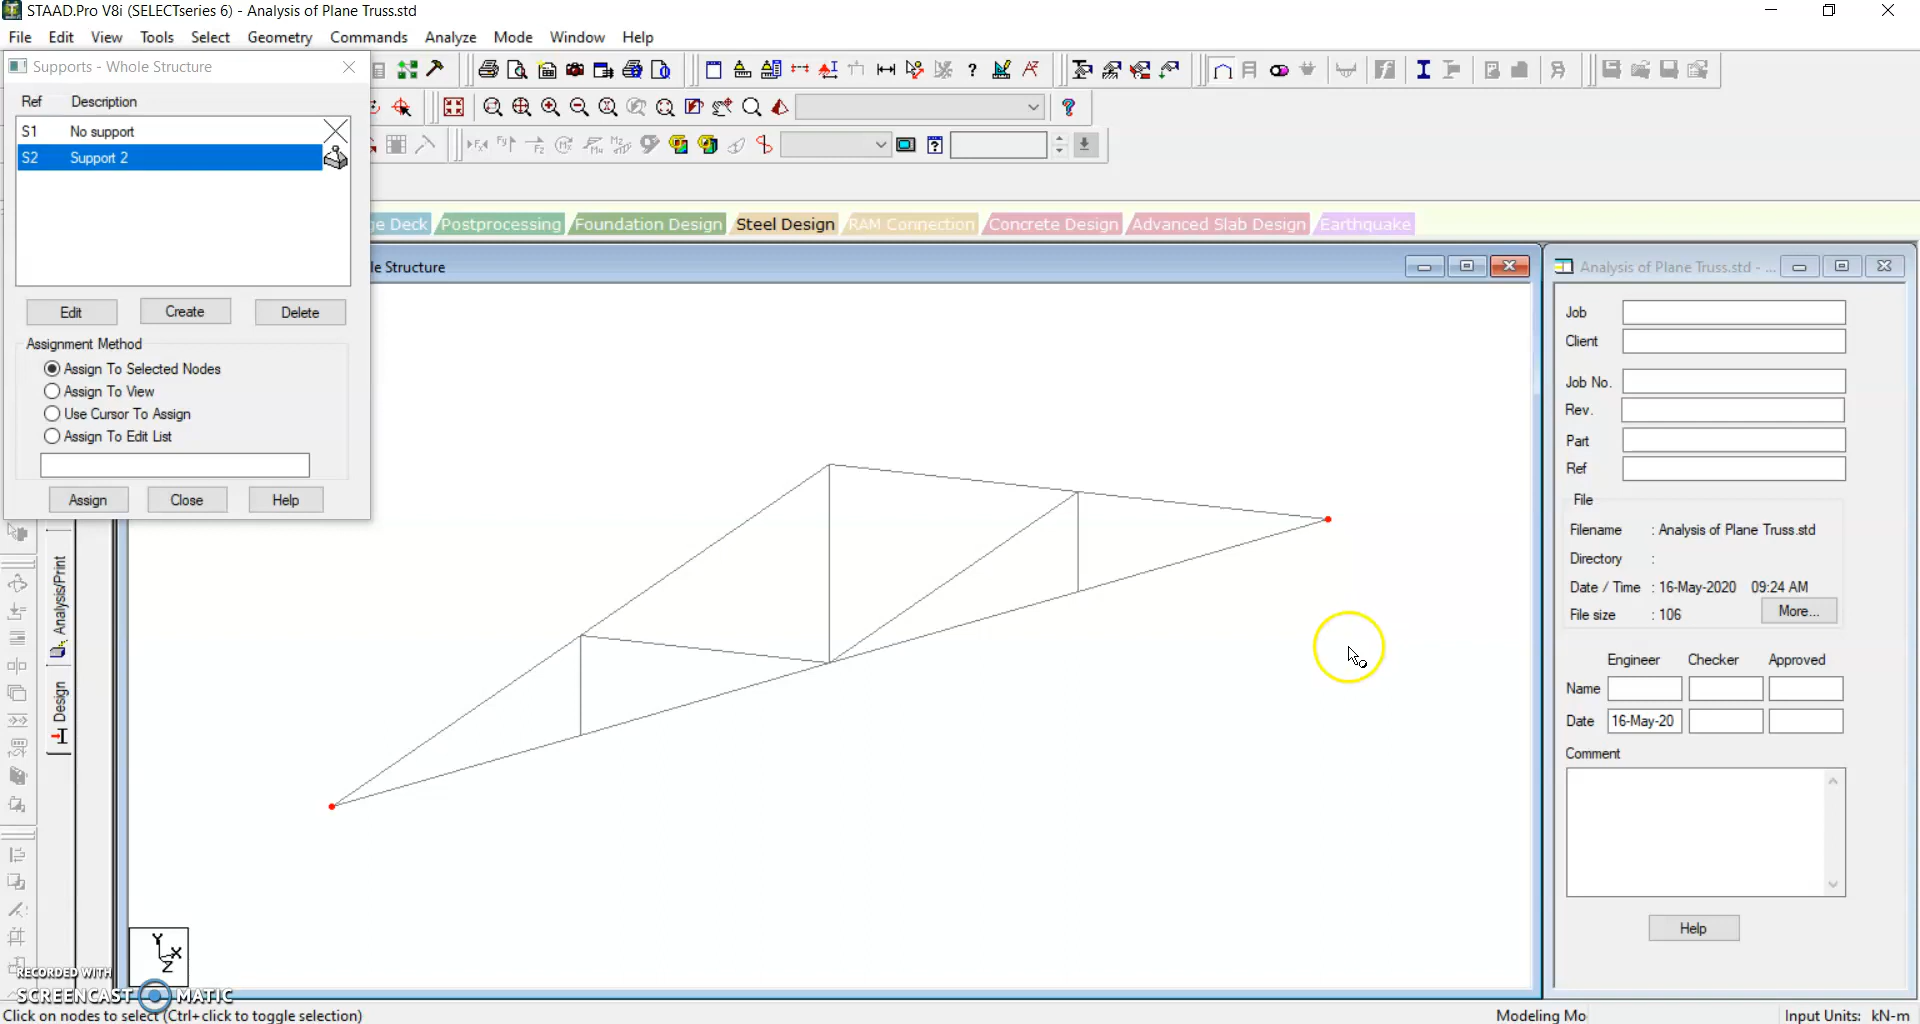 STAAD.Pro V8i (SELECTseries 6) - Analysis of Plane Truss.std
File Edit View Tools Select Geometry Commands Analyze Mode Window Help
Supports - Whole Structure
Ref Description
S1 No support
S2 Support 2
Edit Create Delete
Assignment Method
Assign To Selected Nodes
Assign To View
Use Cursor To Assign
Assign To Edit List
Assign Close Help
ge Deck Postprocessing Foundation Design Steel Design RAM Connection Concrete Design Advanced Slab Design Earthquake
le Structure
Analysis/Print
Design
Y
X
Z
Analysis of Plane Truss.std - ...
Job
Client
Job No.
Rev.
Part
Ref
File
Filename : Analysis of Plane Truss.std
Directory :
Date / Time : 16-May-2020 09:24 AM
File size : 106
More...
Engineer Checker Approved
Name
Date 16-May-20
Comment
Help
RECORDED WITH
SCREENCAST MATIC
Click on nodes to select (Ctrl+click to toggle selection)
Modeling Mo
Input Units: kN-m